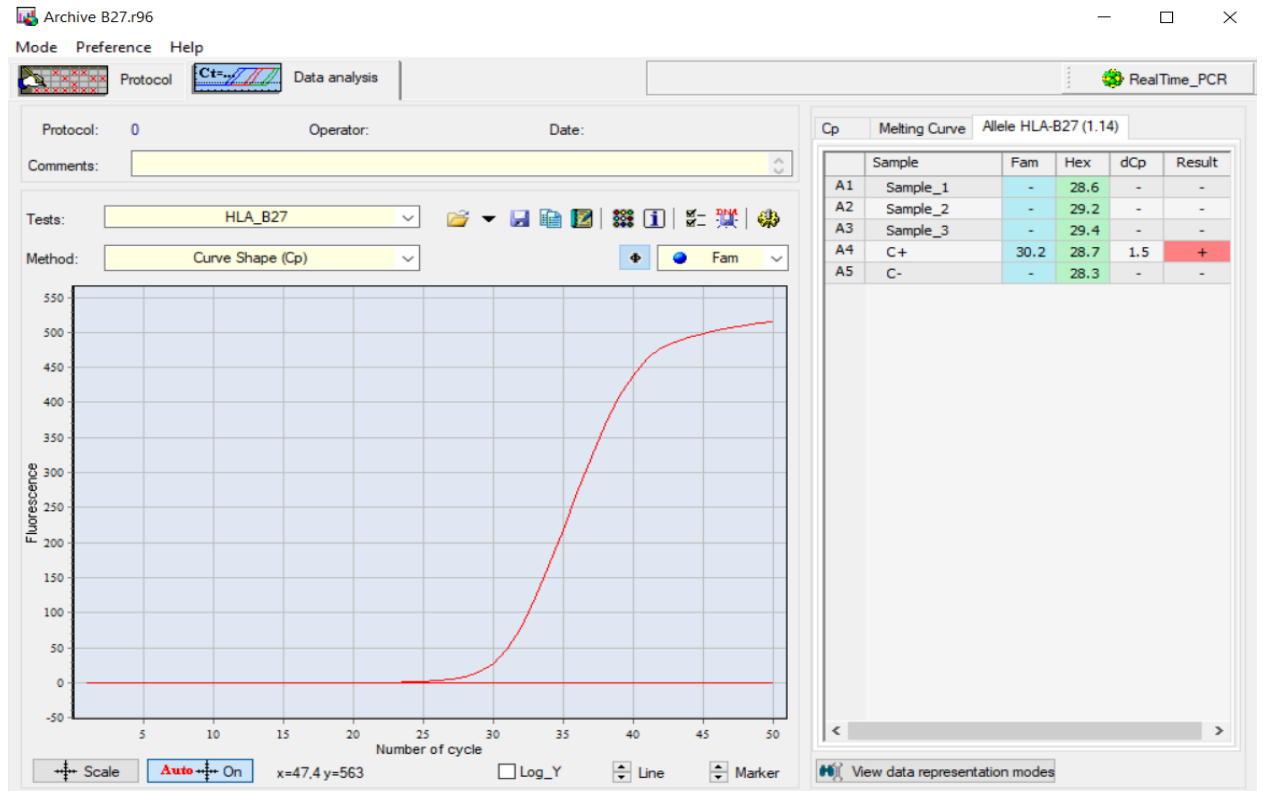 Archive B27.r96
Mode Preference Help
Protocol
Ct=...
Data analysis
RealTime_PCR
Protocol: 0 Operator: Date:
Comments:
Tests: HLA_B27
Method: Curve Shape (Cp)
Fam
550
500
450
400
350
300
250
200
150
100
50
0
-50
Fluorescence
5 10 15 20 25 30 35 40 45 50
Number of cycle
Scale
Auto On
x=47,4 y=563
Log_Y
Line
Marker
Cp Melting Curve Allele HLA-B27 (1.14)
Sample Fam Hex dCp Result
A1 Sample_1 - 28.6 - -
A2 Sample_2 - 29.2 - -
A3 Sample_3 - 29.4 - -
A4 C+ 30.2 28.7 1.5 +
A5 C- - 28.3 - -
View data representation modes